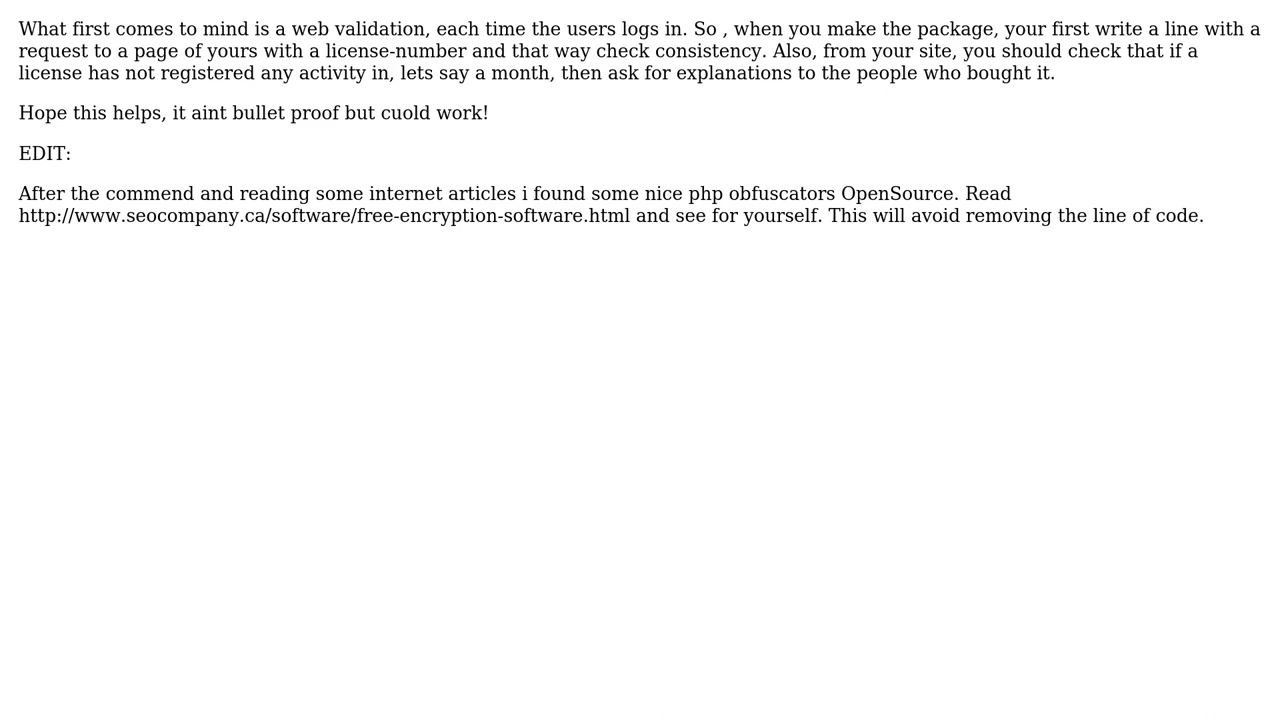 What first comes to mind is a web validation, each time the users logs in. So , when you make the package, your first write a line with a
request to a page of yours with a license-number and that way check consistency. Also, from your site, you should check that if a
license has not registered any activity in, lets say a month, then ask for explanations to the people who bought it.
Hope this helps, it aint bullet proof but cuold work!
EDIT:
After the commend and reading some internet articles i found some nice php obfuscators OpenSource. Read
http://www.seocompany.ca/software/free-encryption-software.html and see for yourself. This will avoid removing the line of code.